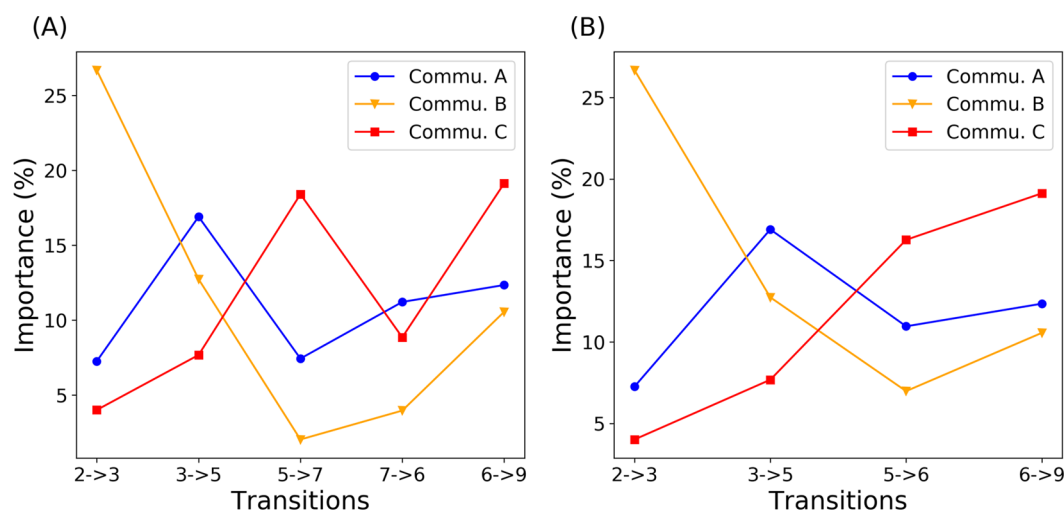 (A)
Importance (%)
25
20
15
10
5
Commu. A
Commu. B
Commu. C
2->3 3->5 5->7 7->6 6->9
Transitions
(B)
Importance (%)
25
20
15
10
5
Commu. A
Commu. B
Commu. C
2->3 3->5 5->6 6->9
Transitions